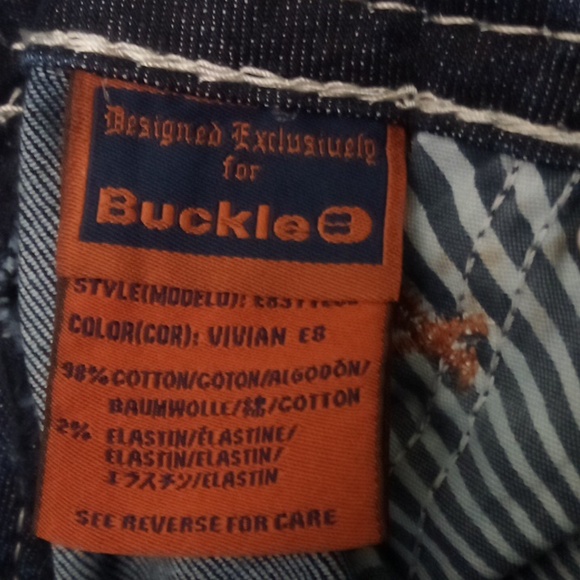 Designed Exclusively
for
Buckle B
STYLE(MODELO):
COLOR(COR): VIVIAN E8
98% COTTON/COTON/ALGODÓN/
BAUMWOLLE/綿/COTTON
2% ELASTIN/ÉLASTINE/
ELASTIN/ELASTIN/
エラスチン/ELASTIN
SEE REVERSE FOR CARE